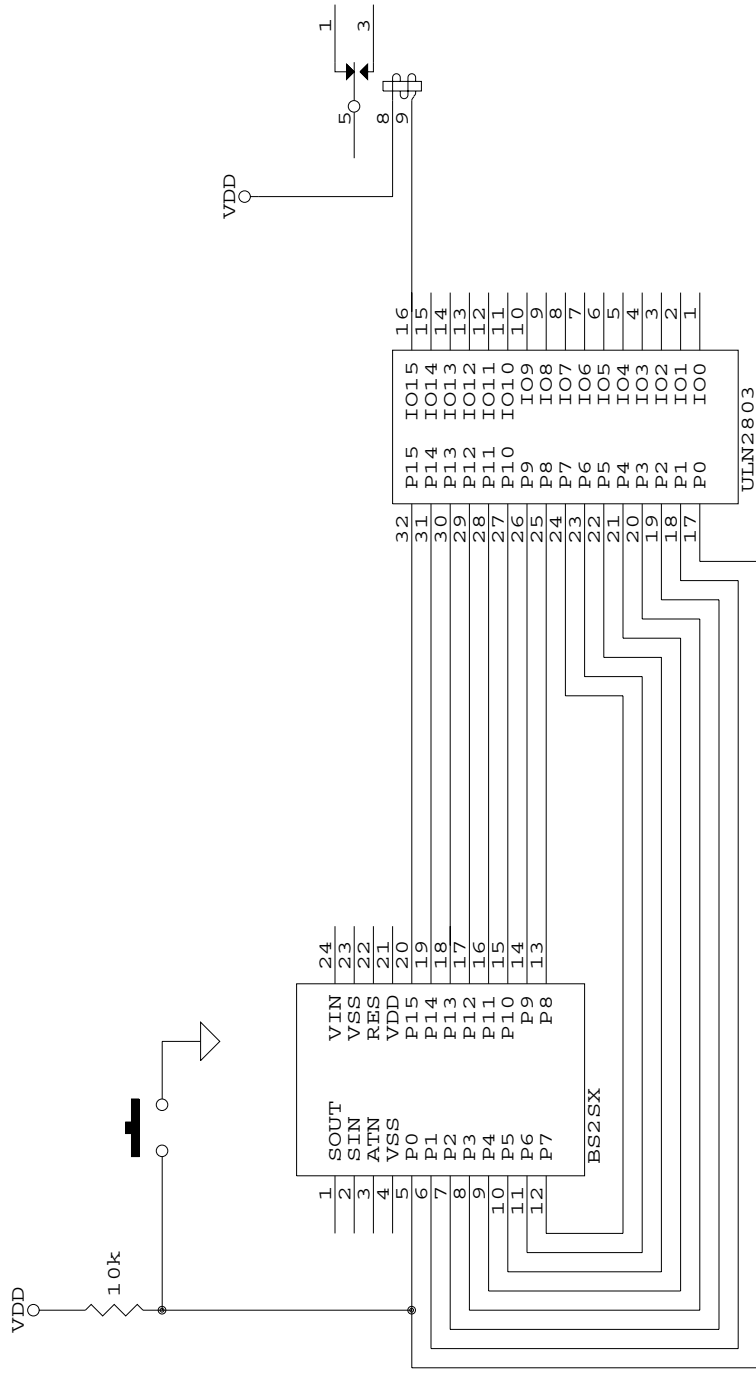 VDD
10k
1
2
3
4
5
6
7
8
9
10
11
12
SOUT
SIN
ATN
VSS
P0
P1
P2
P3
P4
P5
P6
P7
VIN
VSS
RES
VDD
P15
P14
P13
P12
P11
P10
P9
P8
24
23
22
21
20
19
18
17
16
15
14
13
BS2SX
32
31
30
29
28
27
26
25
24
23
22
21
20
19
18
17
P15
P14
P13
P12
P11
P10
P9
P8
P7
P6
P5
P4
P3
P2
P1
P0
IO15
IO14
IO13
IO12
IO11
IO10
IO9
IO8
IO7
IO6
IO5
IO4
IO3
IO2
IO1
IO0
16
15
14
13
12
11
10
9
8
7
6
5
4
3
2
1
ULN2803
VDD
5
8
9
1
3